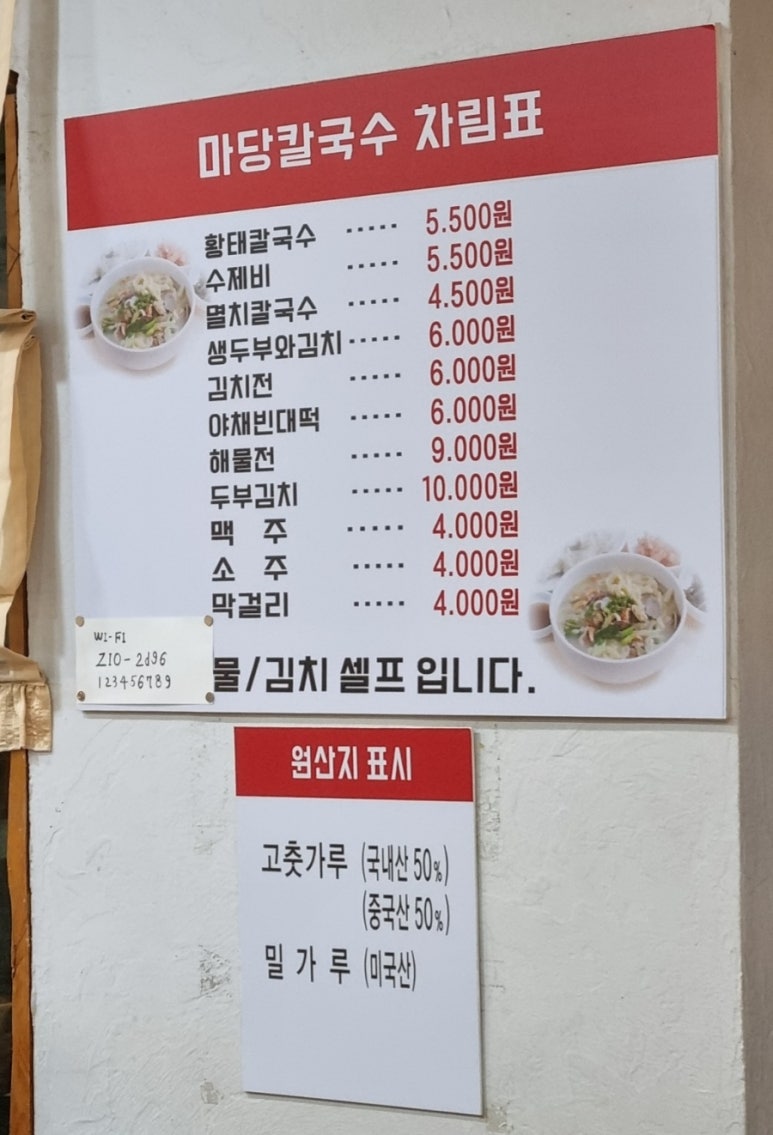 마당칼국수 차림표
황태칼국수 ····· 5.500원
수제비 ····· 5.500원
멸치칼국수 ····· 4.500원
생두부와김치 ····· 6.000원
김치전 ····· 6.000원
야채빈대떡 ····· 6.000원
해물전 ····· 9.000원
두부김치 ····· 10.000원
맥 주 ····· 4.000원
소 주 ····· 4.000원
막걸리 ····· 4.000원
WI-FI
ZIO-2d96
123456789
물/김치 셀프 입니다.
원산지 표시
고춧가루 (국내산 50%)
(중국산 50%)
밀 가 루 (미국산)